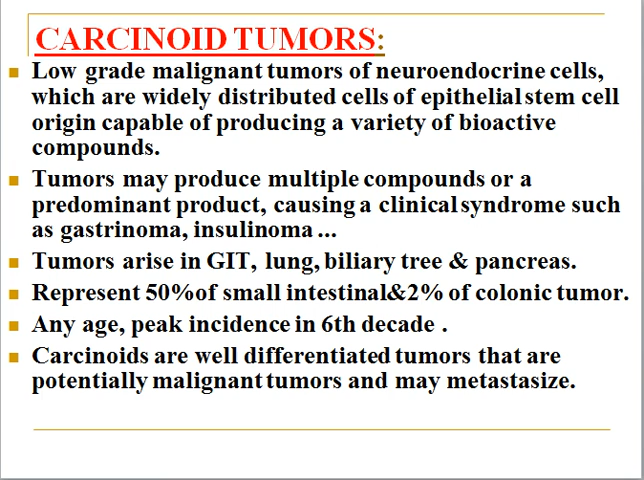 CARCINOID TUMORS:
Low grade malignant tumors of neuroendocrine cells,
which are widely distributed cells of epithelial stem cell
origin capable of producing a variety of bioactive
compounds.
Tumors may produce multiple compounds or a
predominant product, causing a clinical syndrome such
as gastrinoma, insulinoma ...
Tumors arise in GIT, lung, biliary tree & pancreas.
Represent 50%of small intestinal&2% of colonic tumor.
Any age, peak incidence in 6th decade .
Carcinoids are well differentiated tumors that are
potentially malignant tumors and may metastasize.